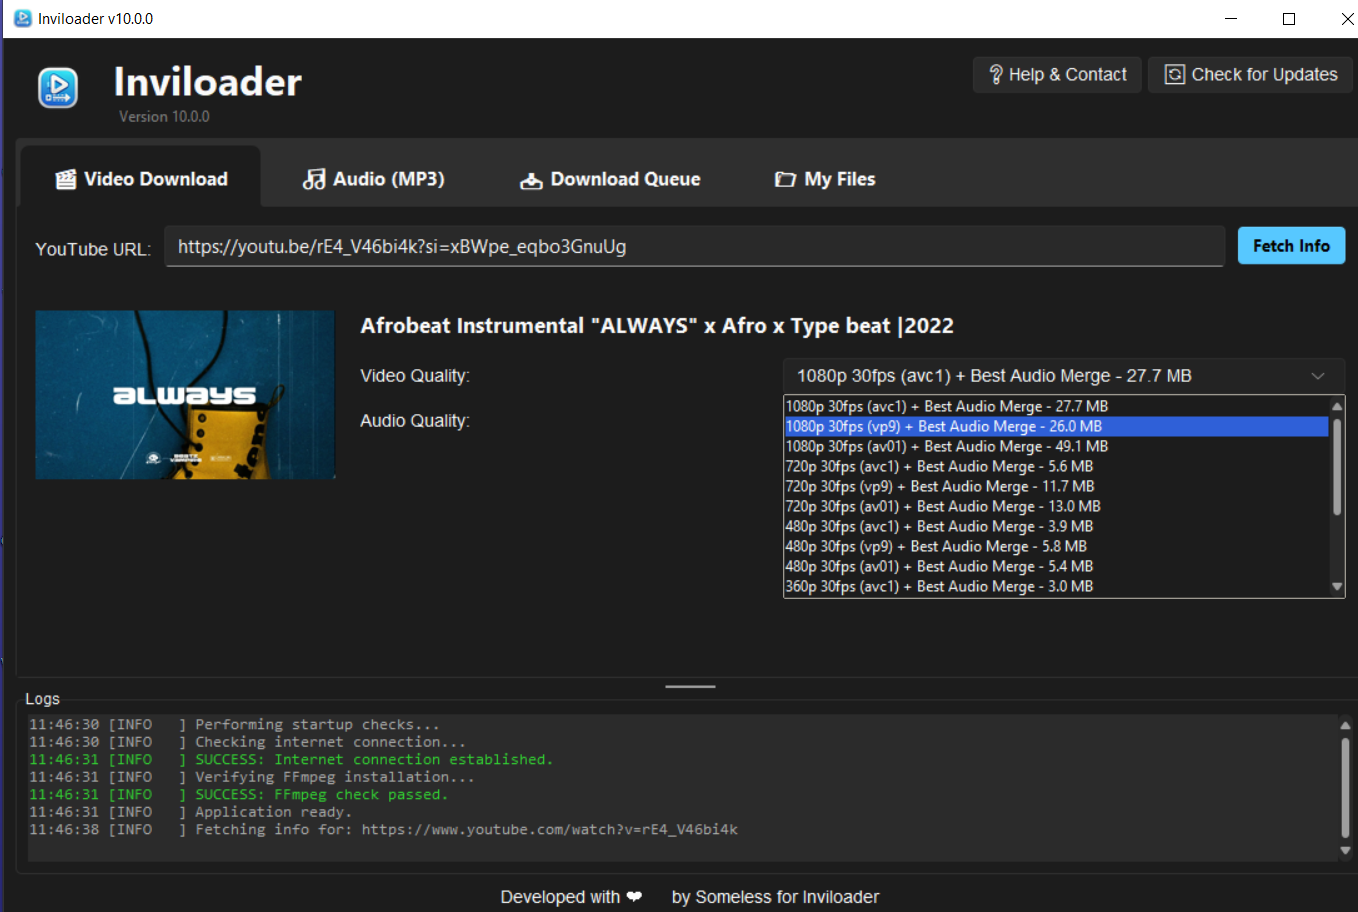 Inviloader v10.0.0
Inviloader
Version 10.0.0
Help & Contact
Check for Updates
Video Download
Audio (MP3)
Download Queue
My Files
YouTube URL:
https://youtu.be/rE4_V46bi4k?si=xBWpe_eqbo3GnuUg
Fetch Info
always
Afrobeat Instrumental "ALWAYS" x Afro x Type beat |2022
Video Quality:
1080p 30fps (avc1) + Best Audio Merge - 27.7 MB
Audio Quality:
1080p 30fps (avc1) + Best Audio Merge - 27.7 MB
1080p 30fps (vp9) + Best Audio Merge - 26.0 MB
1080p 30fps (av01) + Best Audio Merge - 49.1 MB
720p 30fps (avc1) + Best Audio Merge - 5.6 MB
720p 30fps (vp9) + Best Audio Merge - 11.7 MB
720p 30fps (av01) + Best Audio Merge - 13.0 MB
480p 30fps (avc1) + Best Audio Merge - 3.9 MB
480p 30fps (vp9) + Best Audio Merge - 5.8 MB
480p 30fps (av01) + Best Audio Merge - 5.4 MB
360p 30fps (avc1) + Best Audio Merge - 3.0 MB
Logs
11:46:30 [INFO   ] Performing startup checks...
11:46:30 [INFO   ] Checking internet connection...
11:46:31 [INFO   ] SUCCESS: Internet connection established.
11:46:31 [INFO   ] Verifying FFmpeg installation...
11:46:31 [INFO   ] SUCCESS: FFmpeg check passed.
11:46:31 [INFO   ] Application ready.
11:46:38 [INFO   ] Fetching info for: https://www.youtube.com/watch?v=rE4_V46bi4k
Developed with ❤ by Someless for Inviloader